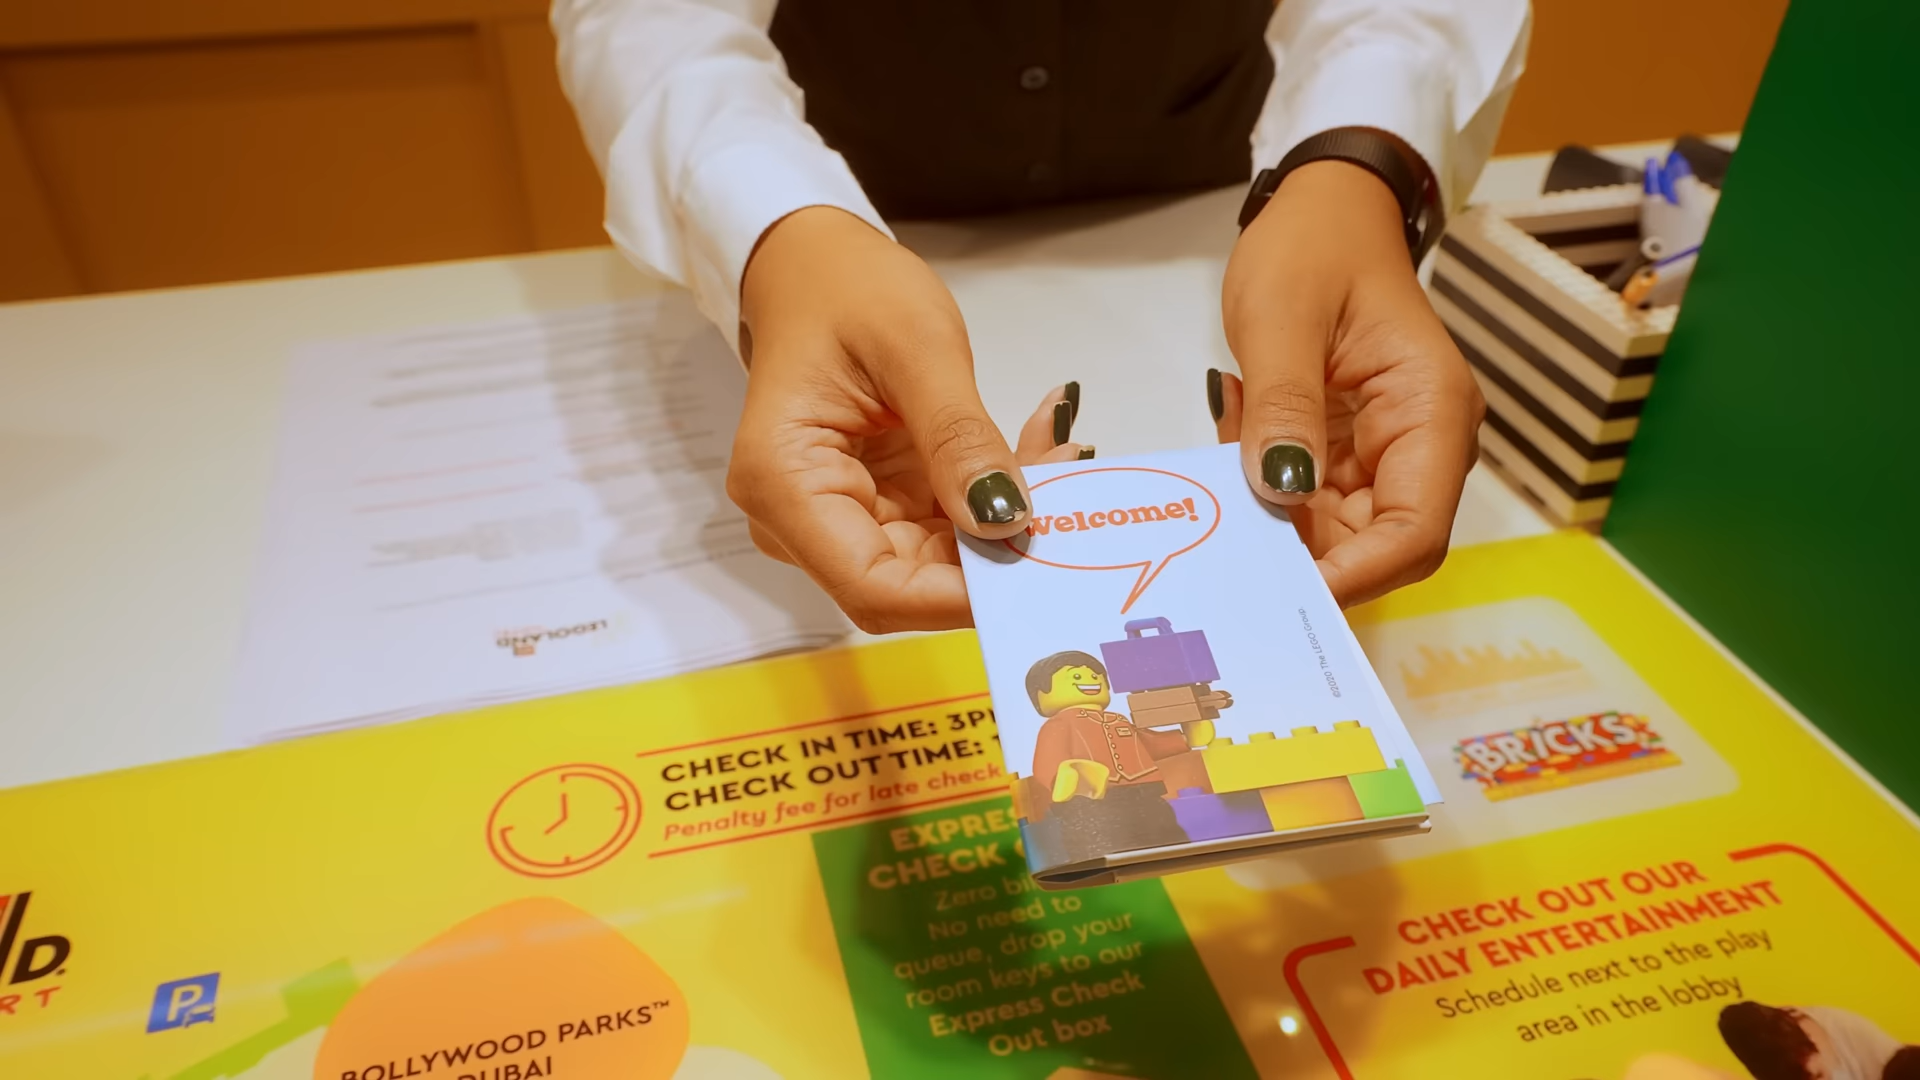 Welcome!
©2020 The LEGO Group.
LEGOLAND
CHECK IN TIME: 3P
CHECK OUT TIME:
Penalty fee for late check
EXPRES
CHECK
Zero bi
No need to
queue, drop your
room keys to our
Express Check
Out box
BRICKS
CHECK OUT OUR
DAILY ENTERTAINMENT
Schedule next to the play
area in the lobby
D.
RT
P
BOLLYWOOD PARKS™
DUBAI